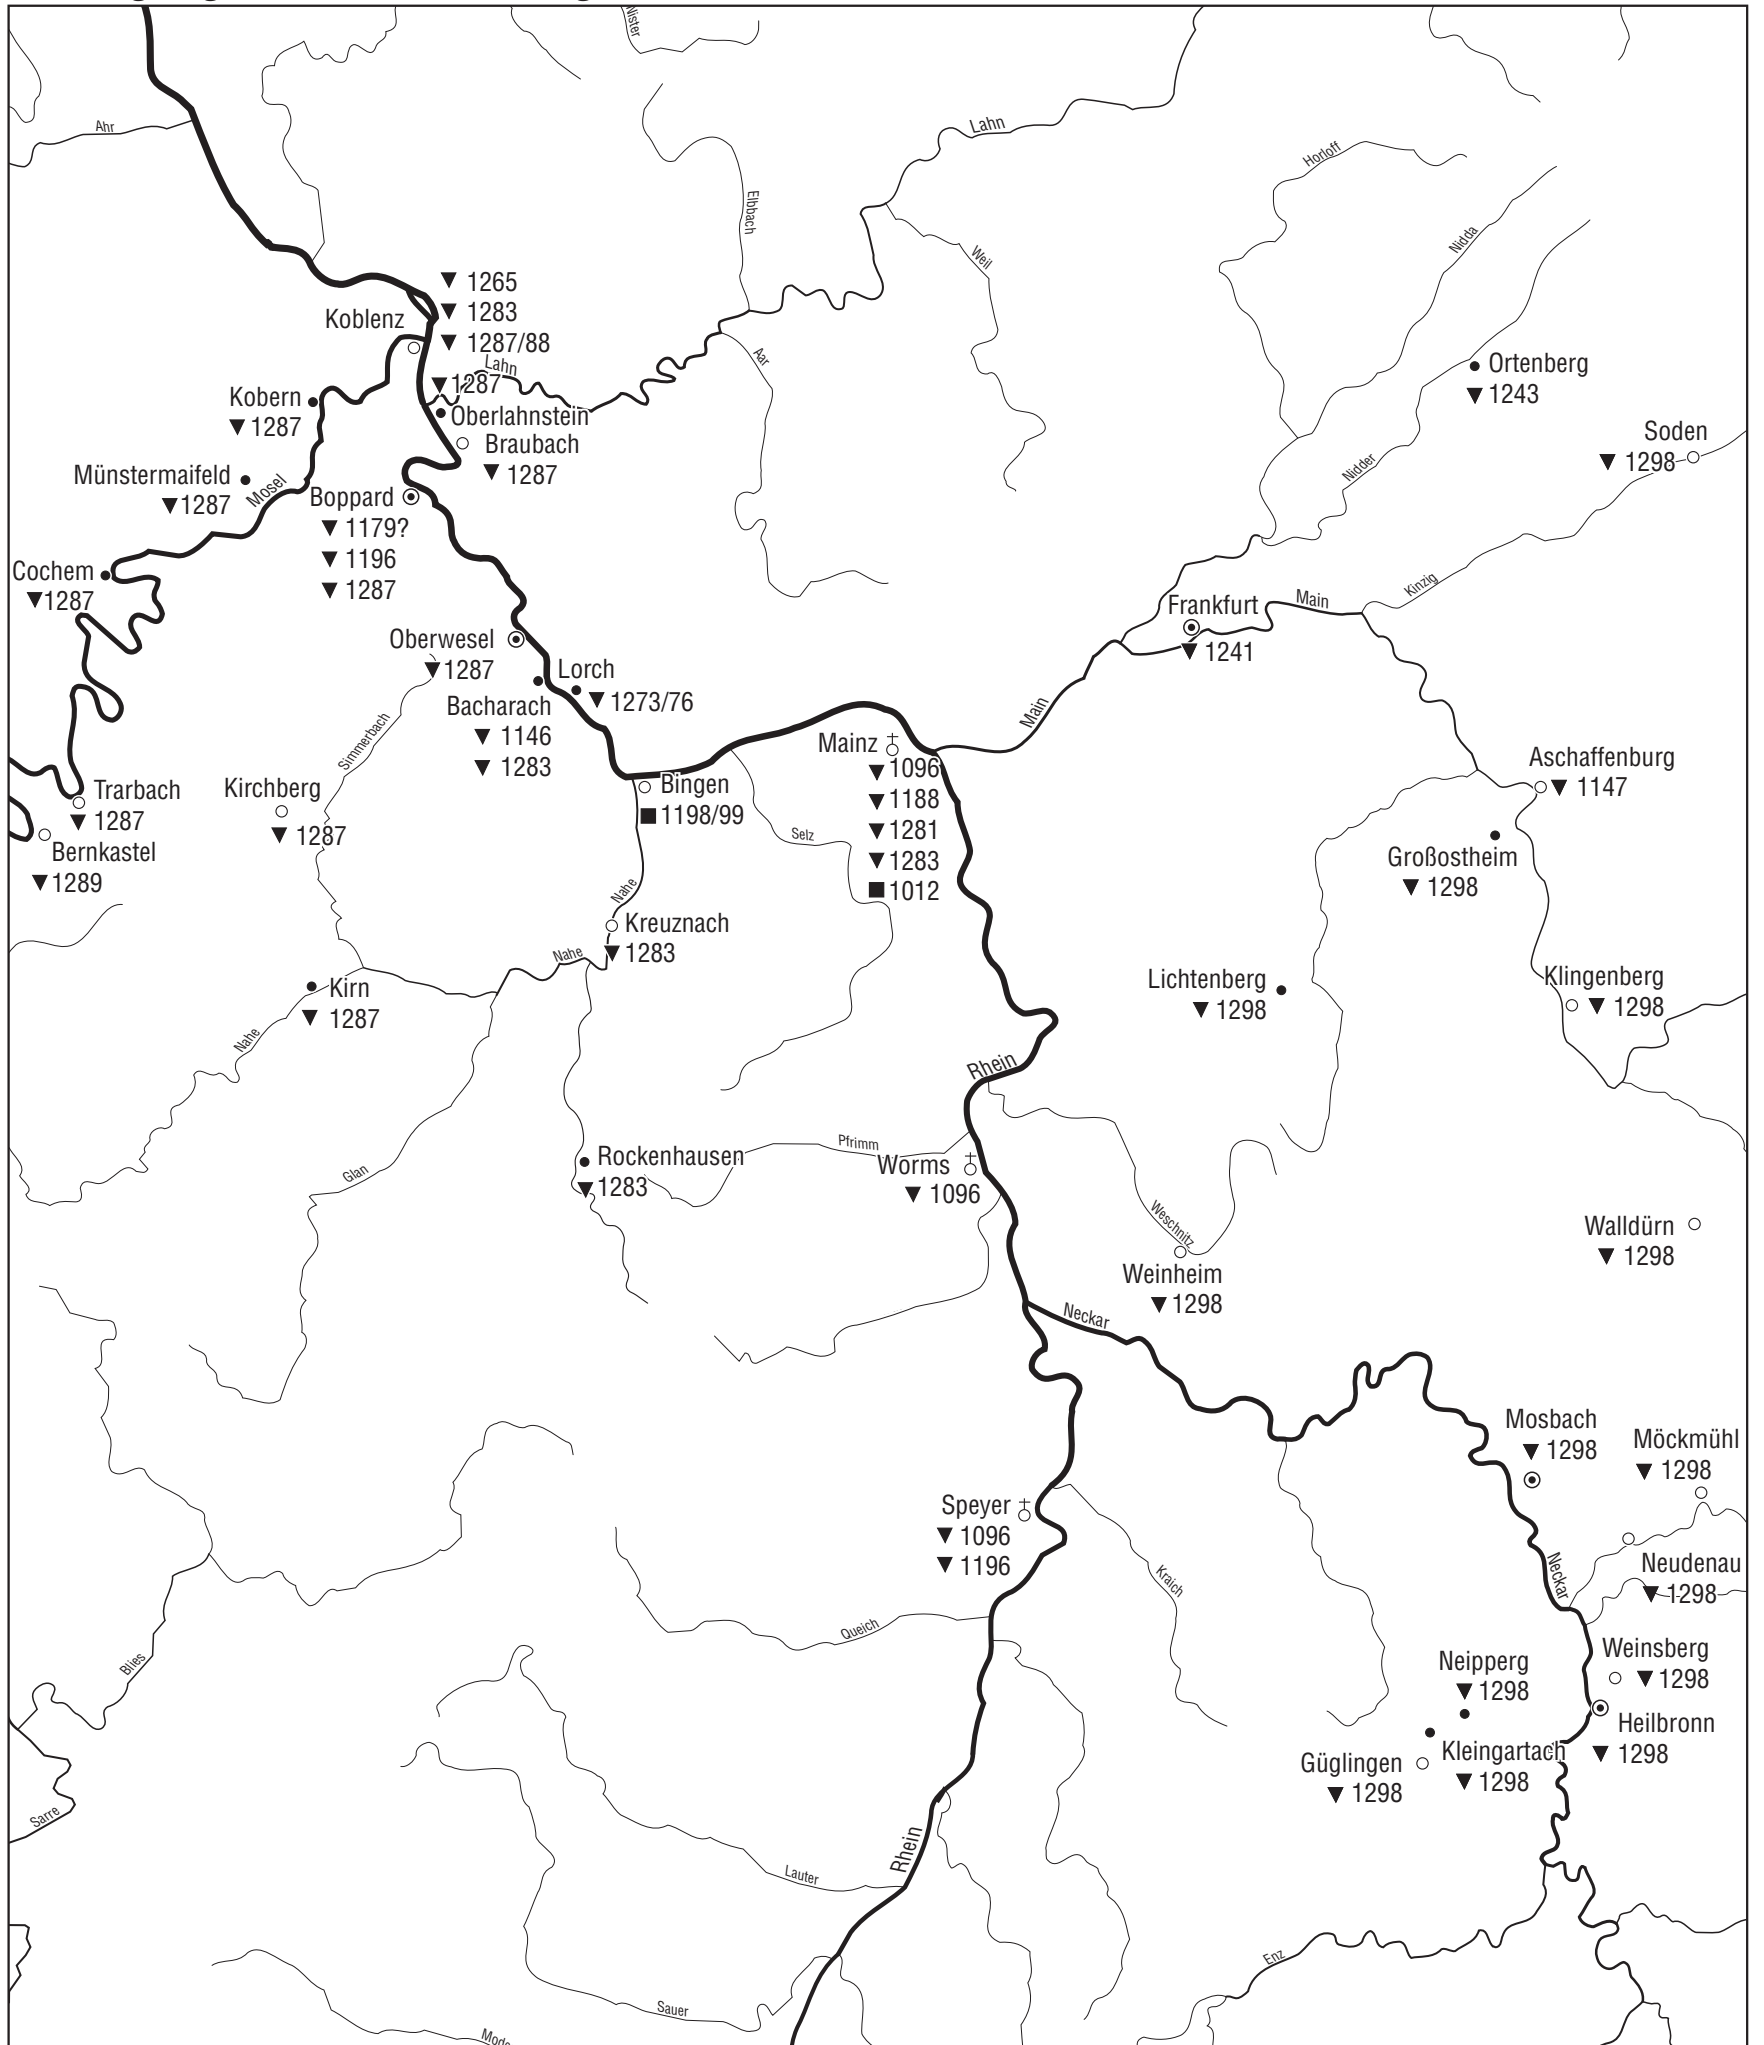 Nister
Ahr
Lahn
Horloff
Elbbach
Nidda
Weil
▼ 1265
▼ 1283
Koblenz
▼ 1287/88
Lahn
Aar
▼ 1287
Ortenberg
▼ 1243
Kobern
▼ 1287
Oberlahnstein
Braubach
▼ 1287
Soden
▼ 1298
Nidder
Münstermaifeld
▼ 1287
Mosel
Boppard
▼ 1179?
▼ 1196
▼ 1287
Cochem
▼ 1287
Kinzig
Main
Frankfurt
▼ 1241
Oberwesel
▼ 1287
Lorch
▼ 1273/76
Bacharach
▼ 1146
▼ 1283
Main
Simmerbach
Mainz
▼ 1096
▼ 1188
▼ 1281
▼ 1283
■ 1012
Aschaffenburg
▼ 1147
Trarbach
▼ 1287
Kirchberg
▼ 1287
Bingen
■ 1198/99
Selz
Bernkastel
▼ 1289
Großostheim
▼ 1298
Nahe
Kreuznach
▼ 1283
Nahe
Kirn
▼ 1287
Lichtenberg
▼ 1298
Klingenberg
▼ 1298
Nahe
Rhein
Rockenhausen
▼ 1283
Pfrimm
Worms
▼ 1096
Glan
Weschnitz
Walldürn
▼ 1298
Weinheim
▼ 1298
Neckar
Mosbach
▼ 1298
Möckmühl
▼ 1298
Speyer
▼ 1096
▼ 1196
Neckar
Neudenau
▼ 1298
Kraich
Queich
Blies
Weinsberg
▼ 1298
Neipperg
▼ 1298
Heilbronn
▼ 1298
Kleingartach
▼ 1298
Güglingen
▼ 1298
Sarre
Rhein
Lauter
Enz
Sauer